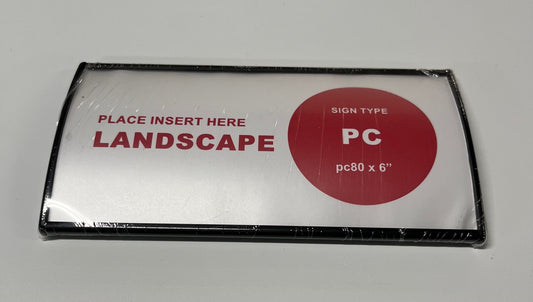 PLACE INSERT HERE
LANDSCAPE
SIGN TYPE
PC
pc80 x 6”